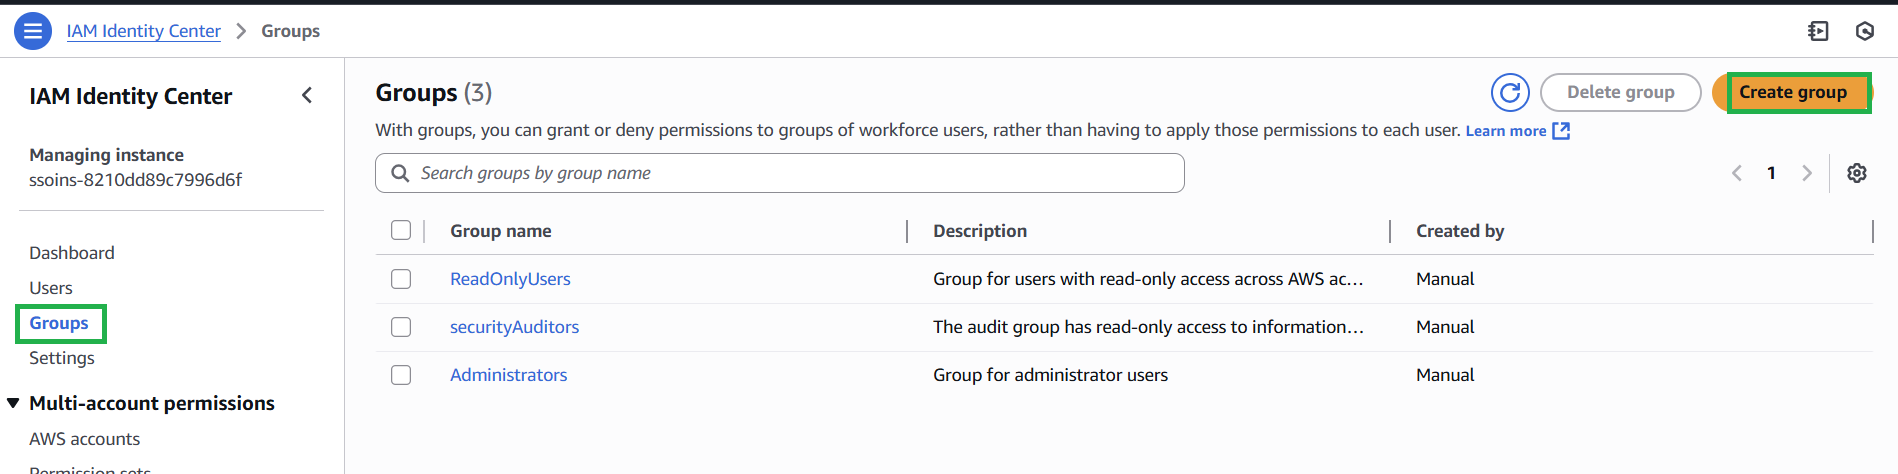 IAM Identity Center > Groups
IAM Identity Center
Managing instance
ssoins-8210dd89c7996d6f
Dashboard
Users
Groups
Settings
Multi-account permissions
AWS accounts
Permission sets
Groups (3)
Delete group
Create group
With groups, you can grant or deny permissions to groups of workforce users, rather than having to apply those permissions to each user. Learn more
Search groups by group name
1
Group name Description Created by
ReadOnlyUsers Group for users with read-only access across AWS ac... Manual
securityAuditors The audit group has read-only access to information... Manual
Administrators Group for administrator users Manual